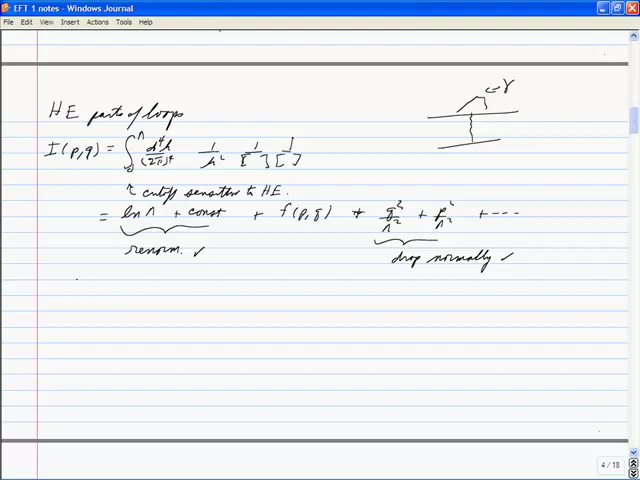 EFT 1 notes - Windows Journal
File Edit View Insert Actions Tools Help
γ
HE parts of loops
I(p,q) = ∫_0^Λ d⁴k/(2π)⁴ 1/k² 1/[ ] 1/[ ]
↑ cutoff sensitive to HE.
= ln Λ + const + f(p,q) + q²/Λ² + p²/Λ² + ....
renorm. ✓ drop normally ✓
4 / 18